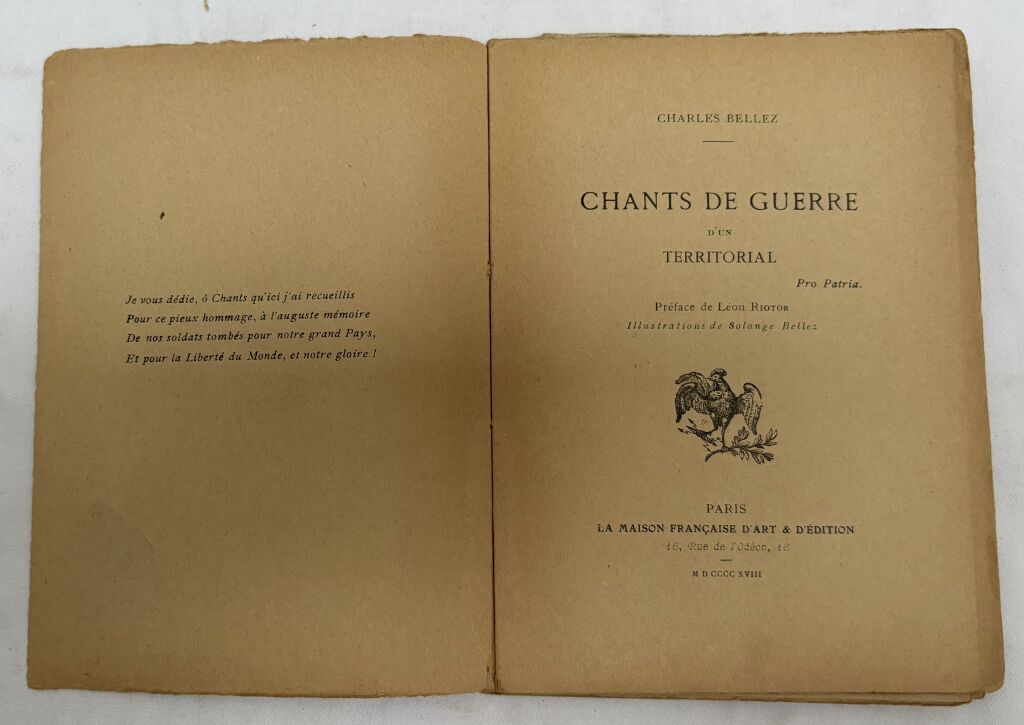 Je vous dédie, ô Chants qu'ici j'ai recueillis
Pour ce pieux hommage, à l'auguste mémoire
De nos soldats tombés pour notre grand Pays,
Et pour la Liberté du Monde, et notre gloire !
CHARLES BELLEZ
CHANTS DE GUERRE
D'UN
TERRITORIAL
Pro Patria.
Préface de Léon RIOTOR
Illustrations de Solange Bellez
PARIS
LA MAISON FRANÇAISE D'ART & D'ÉDITION
16, Rue de l'Odéon, 16
M D CCCC XVIII